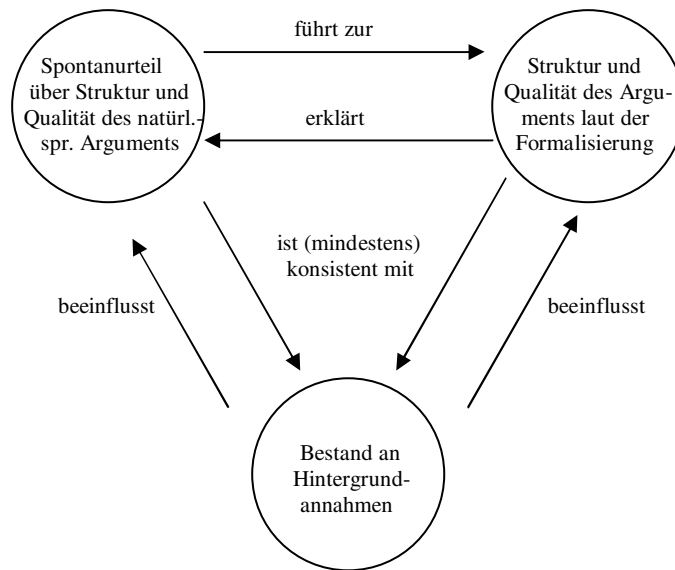 führt zur
Spontanurteil
über Struktur und
Qualität des natürl.-
spr. Arguments
Struktur und
Qualität des Argu-
ments laut der
Formalisierung
erklärt
ist (mindestens)
konsistent mit
beeinflusst
beeinflusst
Bestand an
Hintergrund-
annahmen